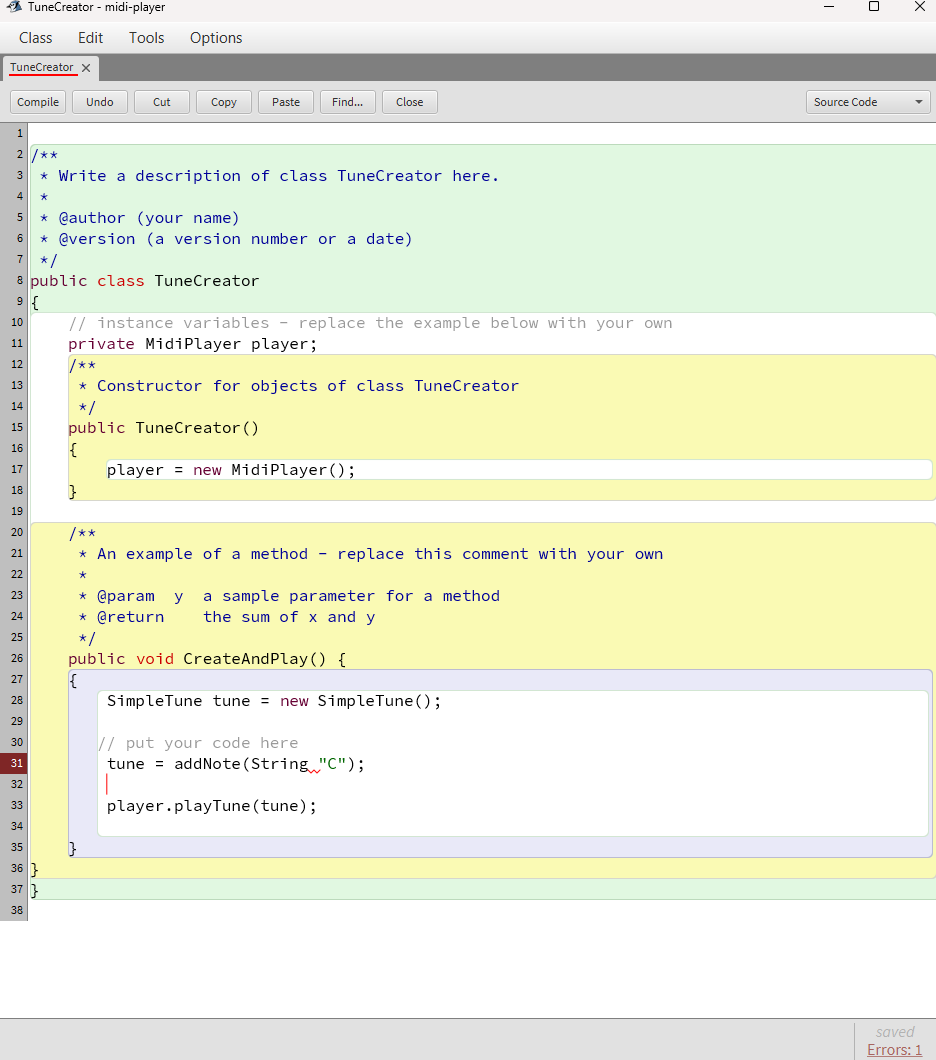 TuneCreator - midi-player
Class Edit Tools Options
TuneCreator
Compile Undo Cut Copy Paste Find... Close Source Code
1
2 /**
3  * Write a description of class TuneCreator here.
4  *
5  * @author (your name)
6  * @version (a version number or a date)
7  */
8 public class TuneCreator
9 {
10     // instance variables - replace the example below with your own
11     private MidiPlayer player;
12     /**
13      * Constructor for objects of class TuneCreator
14      */
15     public TuneCreator()
16     {
17         player = new MidiPlayer();
18     }
19
20     /**
21      * An example of a method - replace this comment with your own
22      *
23      * @param  y  a sample parameter for a method
24      * @return    the sum of x and y
25      */
26     public void CreateAndPlay() {
27     {
28         SimpleTune tune = new SimpleTune();
29
30        // put your code here
31         tune = addNote(String "C");
32
33         player.playTune(tune);
34
35     }
36 }
37 }
38
saved
Errors: 1